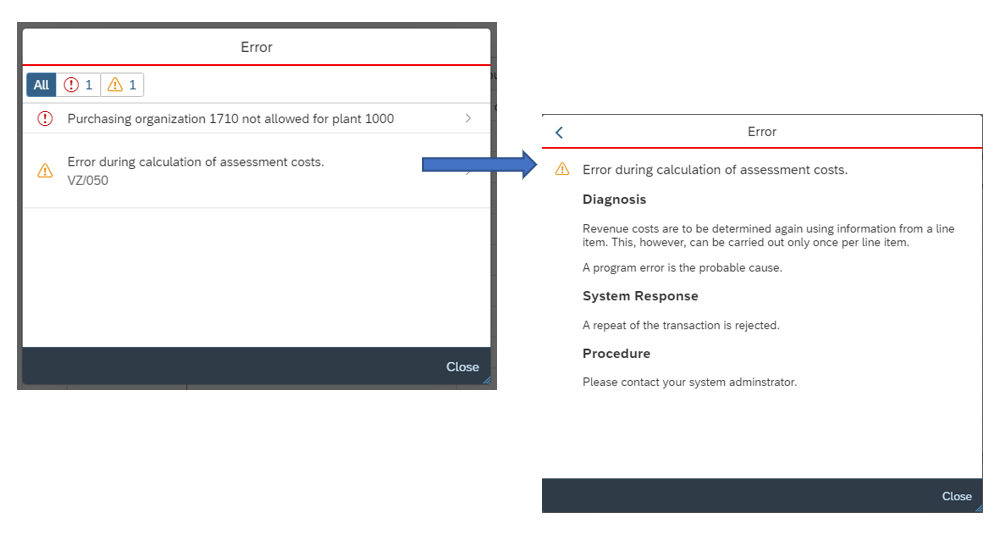 Error
All 1 1
Purchasing organization 1710 not allowed for plant 1000
Error during calculation of assessment costs.
VZ/050
Close
Error
Error during calculation of assessment costs.
Diagnosis
Revenue costs are to be determined again using information from a line
item. This, however, can be carried out only once per line item.
A program error is the probable cause.
System Response
A repeat of the transaction is rejected.
Procedure
Please contact your system adminstrator.
Close